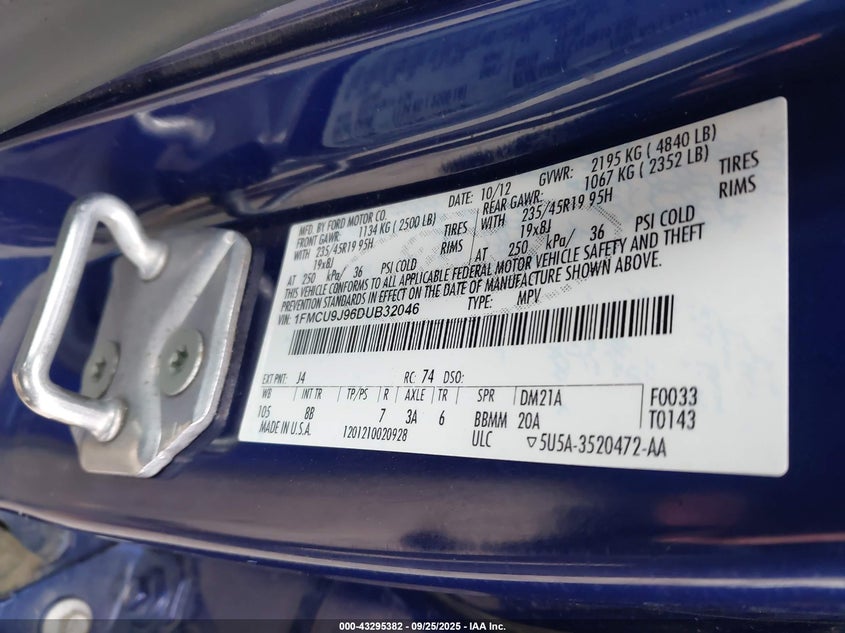 MFD. BY FORD MOTOR CO.
DATE: 10/12 GVWR: 2195 KG ( 4840 LB)
FRONT GAWR: 1134 KG ( 2500 LB) REAR GAWR: 1067 KG ( 2352 LB)
WITH 235/45R19 95H TIRES WITH 235/45R19 95H TIRES
19x8J RIMS 19x8J RIMS
AT 250 kPa/ 36 PSI COLD AT 250 kPa/ 36 PSI COLD
THIS VEHICLE CONFORMS TO ALL APPLICABLE FEDERAL MOTOR VEHICLE SAFETY AND THEFT
PREVENTION STANDARDS IN EFFECT ON THE DATE OF MANUFACTURE SHOWN ABOVE.
VIN: 1FMCU9J96DUB32046 TYPE: MPV
EXT PNT: J4 RC: 74 DSO:
WB INT TR TP/PS R AXLE TR SPR DM21A F0033
105 8B 7 3A 6 BBMM 20A T0143
MADE IN U.S.A. 1201210020928 ULC ▽5U5A-3520472-AA
000-43295382 - 09/25/2025 - IAA Inc.